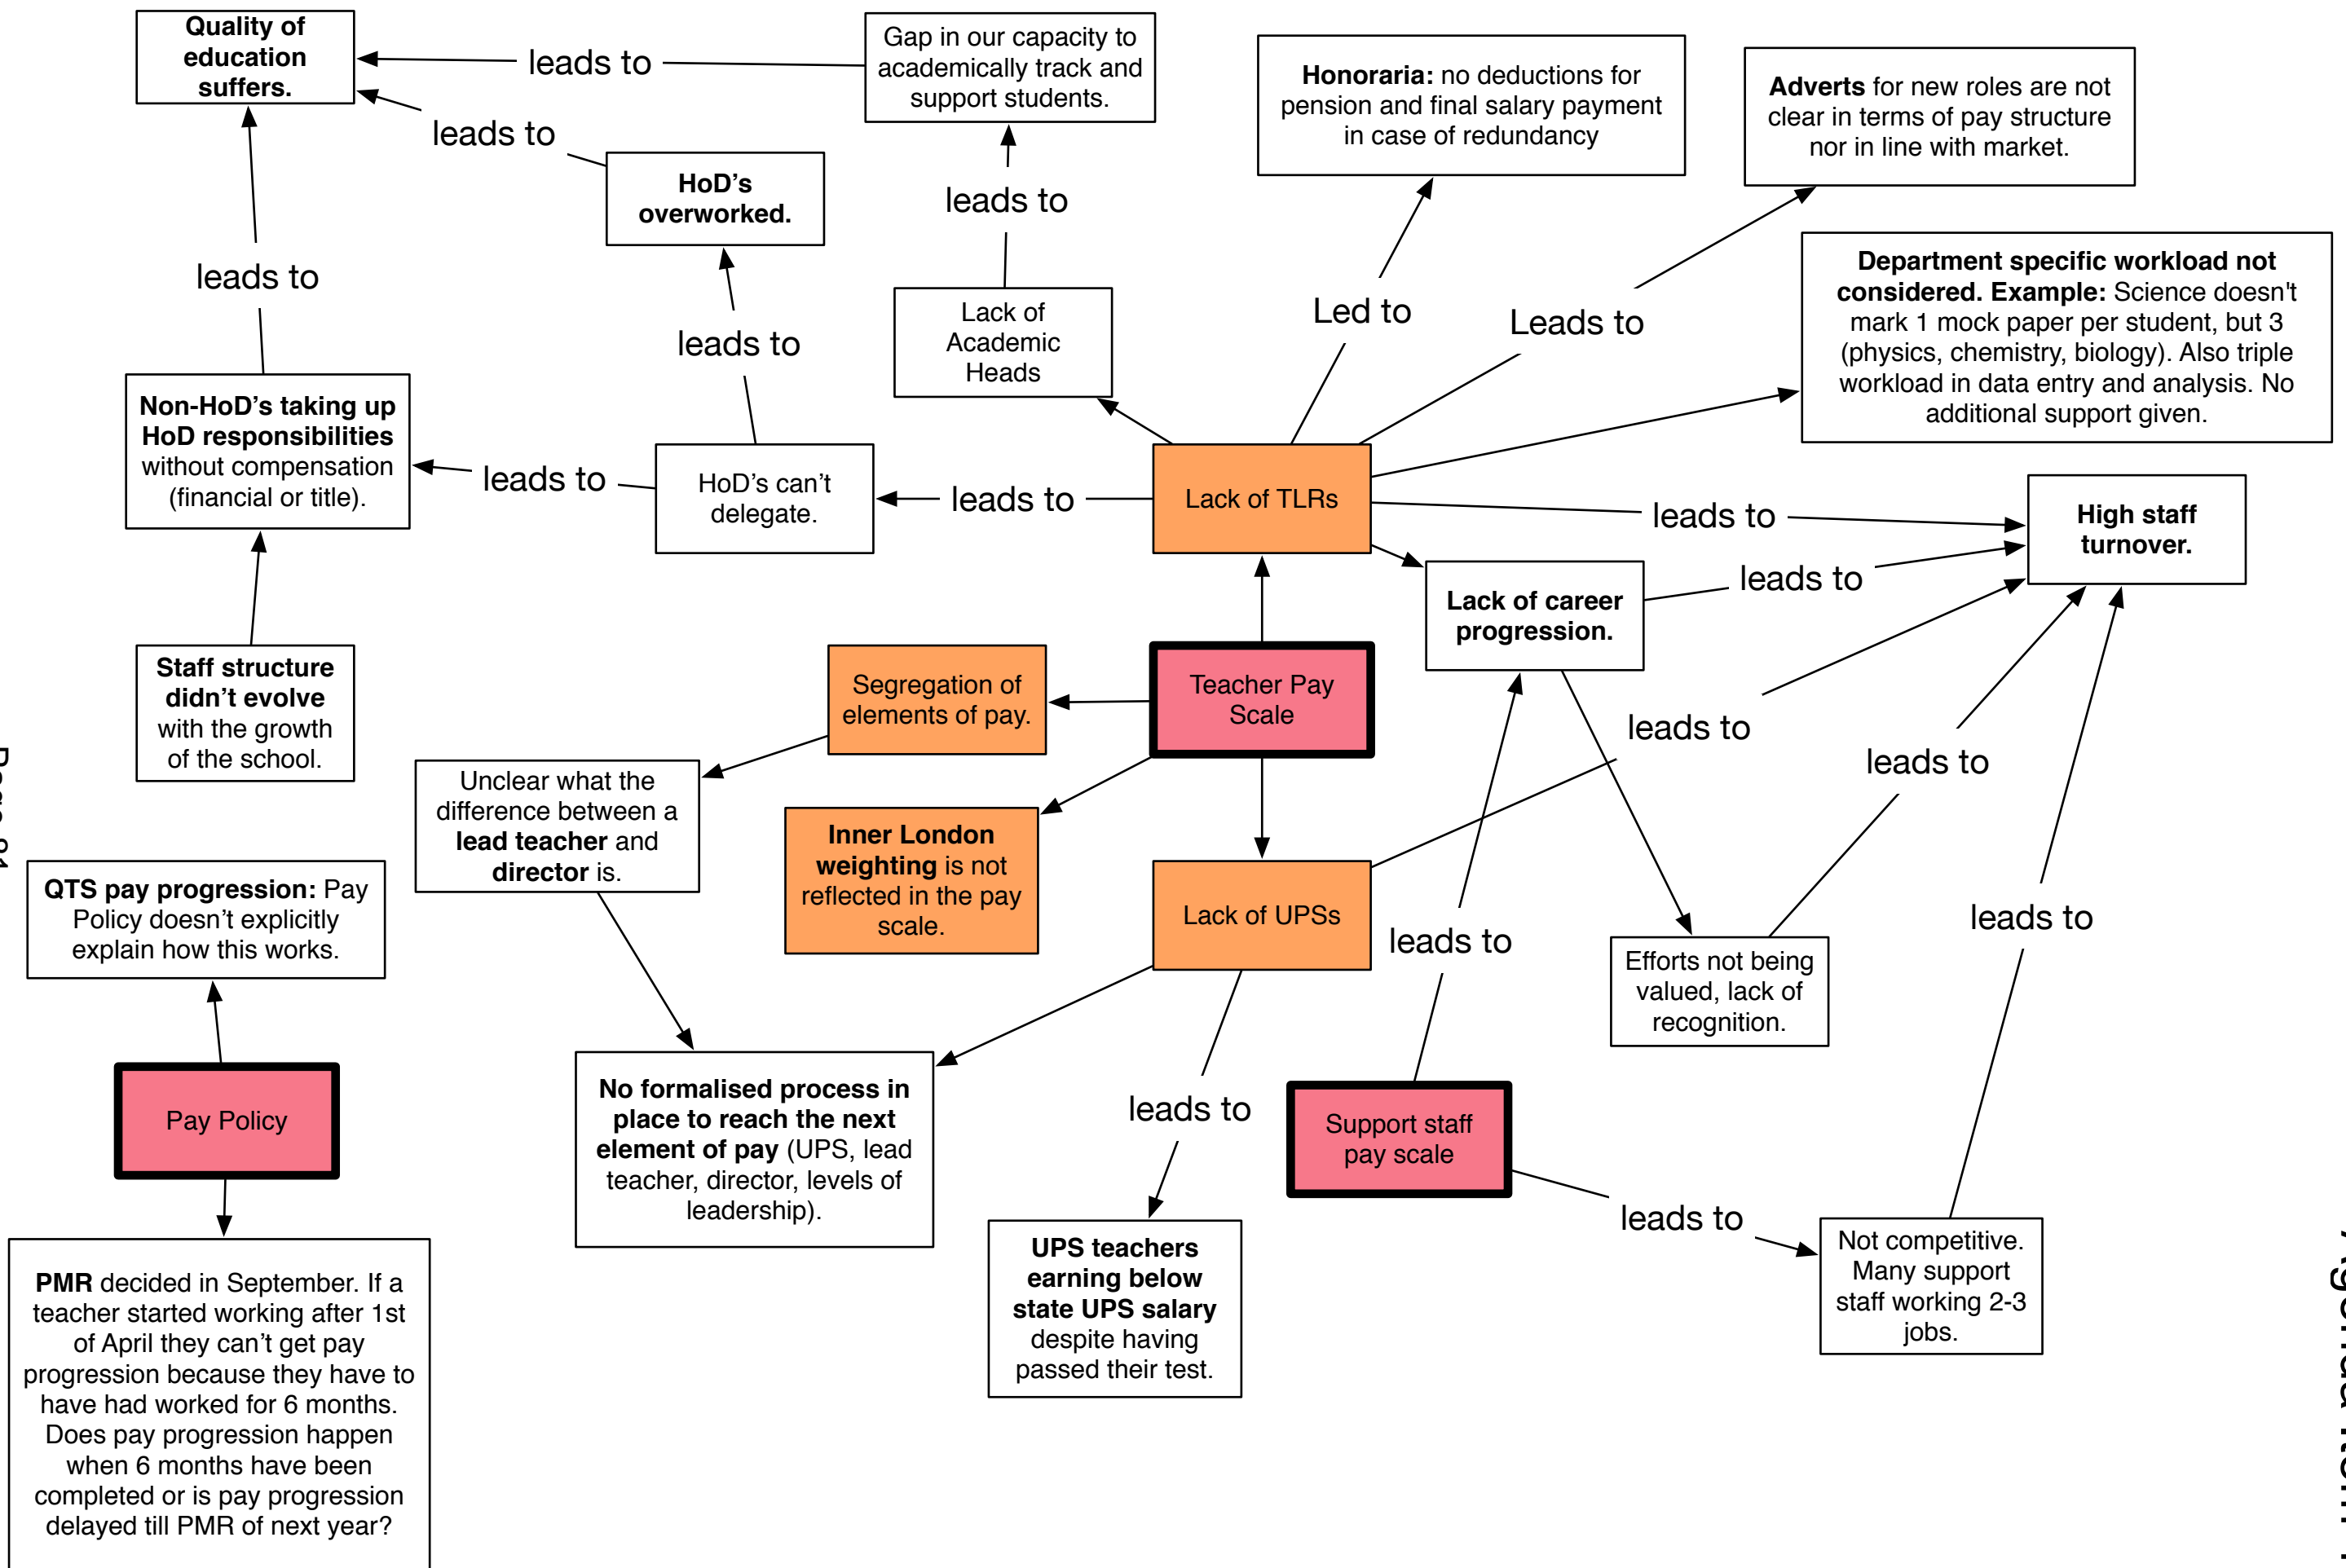 Quality of
education
suffers.
leads to
Gap in our capacity to
academically track and
support students.
Honoraria: no deductions for
pension and final salary payment
in case of redundancy
Adverts for new roles are not
clear in terms of pay structure
nor in line with market.
leads to
HoD's
overworked.
leads to
leads to
leads to
Lack of
Academic
Heads
Led to
Leads to
Department specific workload not
considered. Example: Science doesn't
mark 1 mock paper per student, but 3
(physics, chemistry, biology). Also triple
workload in data entry and analysis. No
additional support given.
Non-HoD's taking up
HoD responsibilities
without compensation
(financial or title).
leads to
HoD's can't
delegate.
leads to
Lack of TLRs
leads to
High staff
turnover.
leads to
Lack of career
progression.
Staff structure
didn't evolve
with the growth
of the school.
Segregation of
elements of pay.
Teacher Pay
Scale
leads to
leads to
Unclear what the
difference between a
lead teacher and
director is.
Inner London
weighting is not
reflected in the pay
scale.
Lack of UPSs
leads to
leads to
QTS pay progression: Pay
Policy doesn't explicitly
explain how this works.
Efforts not being
valued, lack of
recognition.
Pay Policy
No formalised process in
place to reach the next
element of pay (UPS, lead
teacher, director, levels of
leadership).
leads to
Support staff
pay scale
leads to
UPS teachers
earning below
state UPS salary
despite having
passed their test.
Not competitive.
Many support
staff working 2-3
jobs.
PMR decided in September. If a
teacher started working after 1st
of April they can't get pay
progression because they have to
have had worked for 6 months.
Does pay progression happen
when 6 months have been
completed or is pay progression
delayed till PMR of next year?